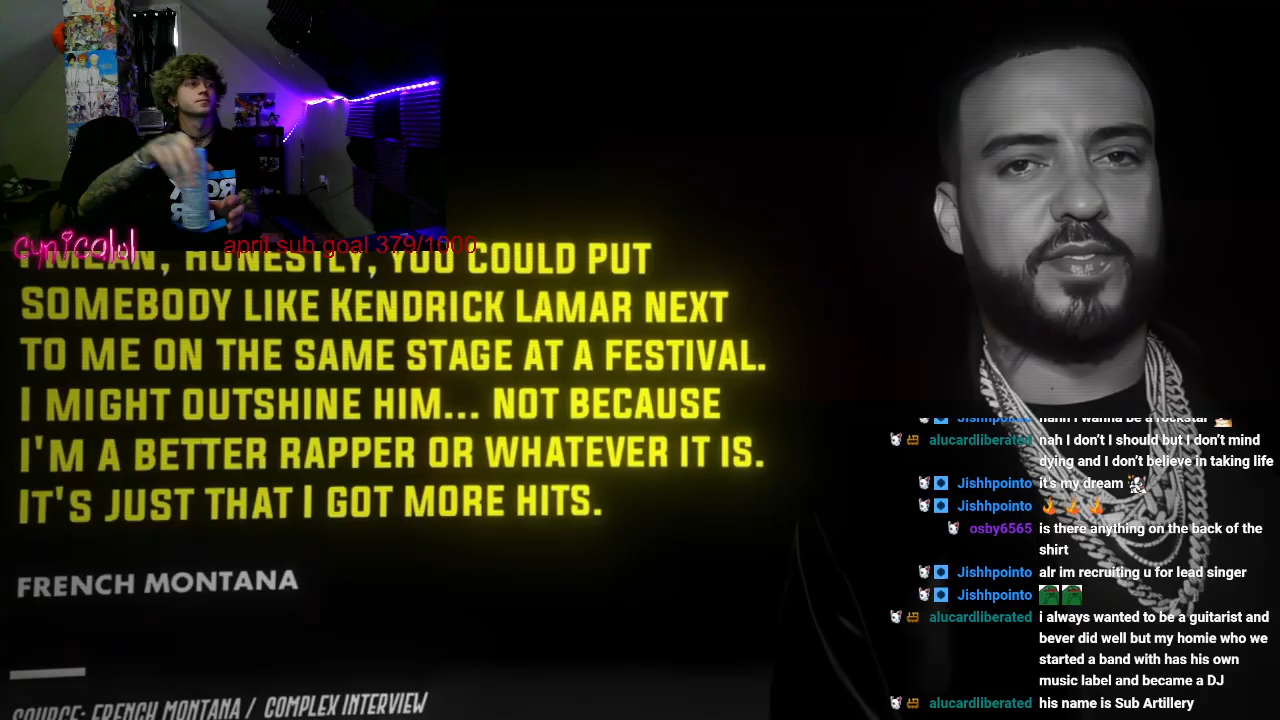 cynicalul
april sub goal 379/1000
I MEAN, HONESTLY, YOU COULD PUT
SOMEBODY LIKE KENDRICK LAMAR NEXT
TO ME ON THE SAME STAGE AT A FESTIVAL.
I MIGHT OUTSHINE HIM... NOT BECAUSE
I'M A BETTER RAPPER OR WHATEVER IT IS.
IT'S JUST THAT I GOT MORE HITS.
FRENCH MONTANA
SOURCE: FRENCH MONTANA / COMPLEX INTERVIEW
Jishhpointo nahh I wanna be a rockstar
alucardliberated nah I don't I should but I don't mind
dying and I don't believe in taking life
Jishhpointo it's my dream
Jishhpointo
osby6565 is there anything on the back of the
shirt
Jishhpointo alr im recruiting u for lead singer
Jishhpointo
alucardliberated i always wanted to be a guitarist and
bever did well but my homie who we
started a band with has his own
music label and became a DJ
alucardliberated his name is Sub Artillery